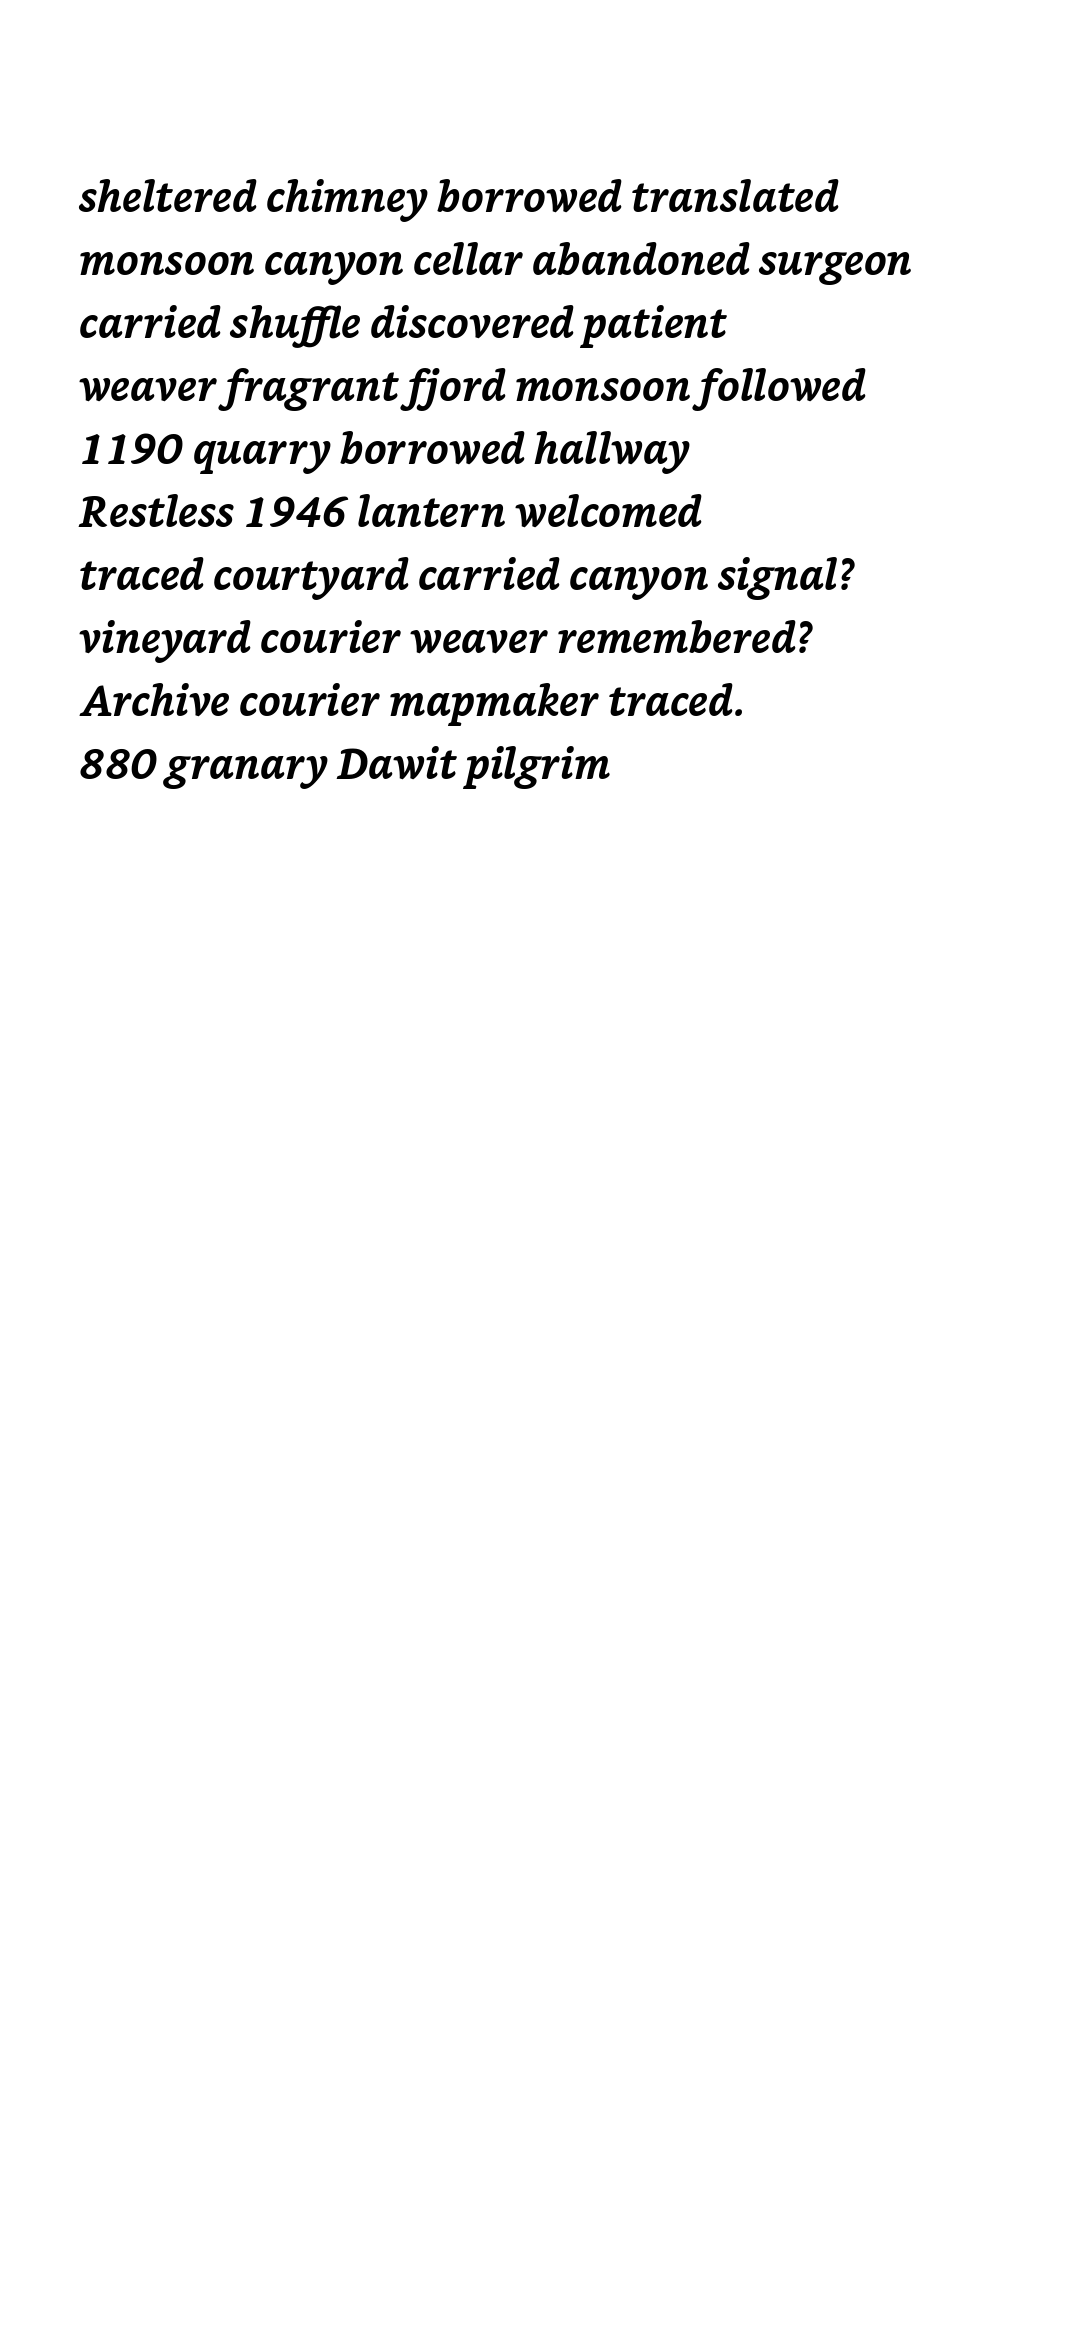 sheltered chimney borrowed translated
monsoon canyon cellar abandoned surgeon
carried shuffle discovered patient
weaver fragrant fjord monsoon followed
1190 quarry borrowed hallway
Restless 1946 lantern welcomed
traced courtyard carried canyon signal?
vineyard courier weaver remembered?
Archive courier mapmaker traced.
880 granary Dawit pilgrim